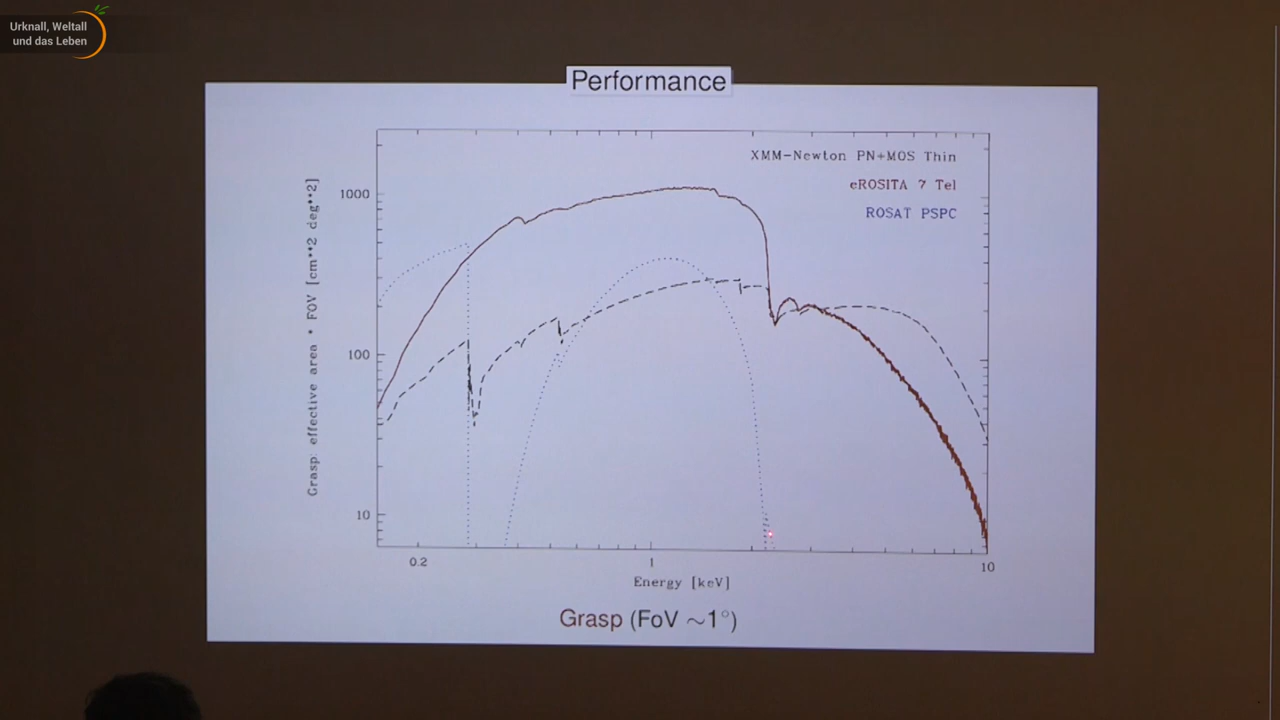 Urknall, Weltall
und das Leben
Performance
XMM-Newton PN+MOS Thin
eROSITA 7 Tel
ROSAT PSPC
Grasp: effective area * FOV [cm**2 deg**2]
1000
100
10
0.2
1
10
Energy [keV]
Grasp (FoV ~1°)